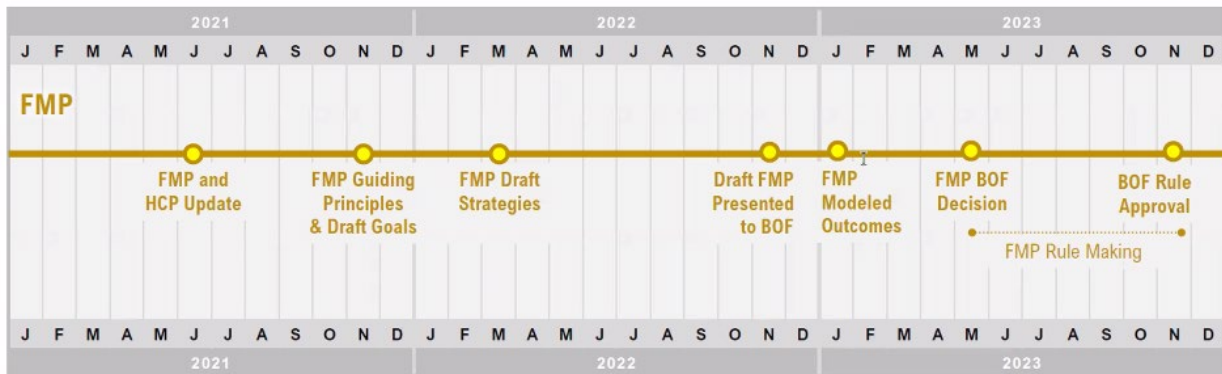 2021 2022 2023
J F M A M J J A S O N D J F M A M J J A S O N D J F M A M J J A S O N D
FMP
FMP and
HCP Update
FMP Guiding
Principles
& Draft Goals
FMP Draft
Strategies
Draft FMP
Presented
to BOF
FMP
Modeled
Outcomes
FMP BOF
Decision
BOF Rule
Approval
FMP Rule Making
J F M A M J J A S O N D J F M A M J J A S O N D J F M A M J J A S O N D
2021 2022 2023